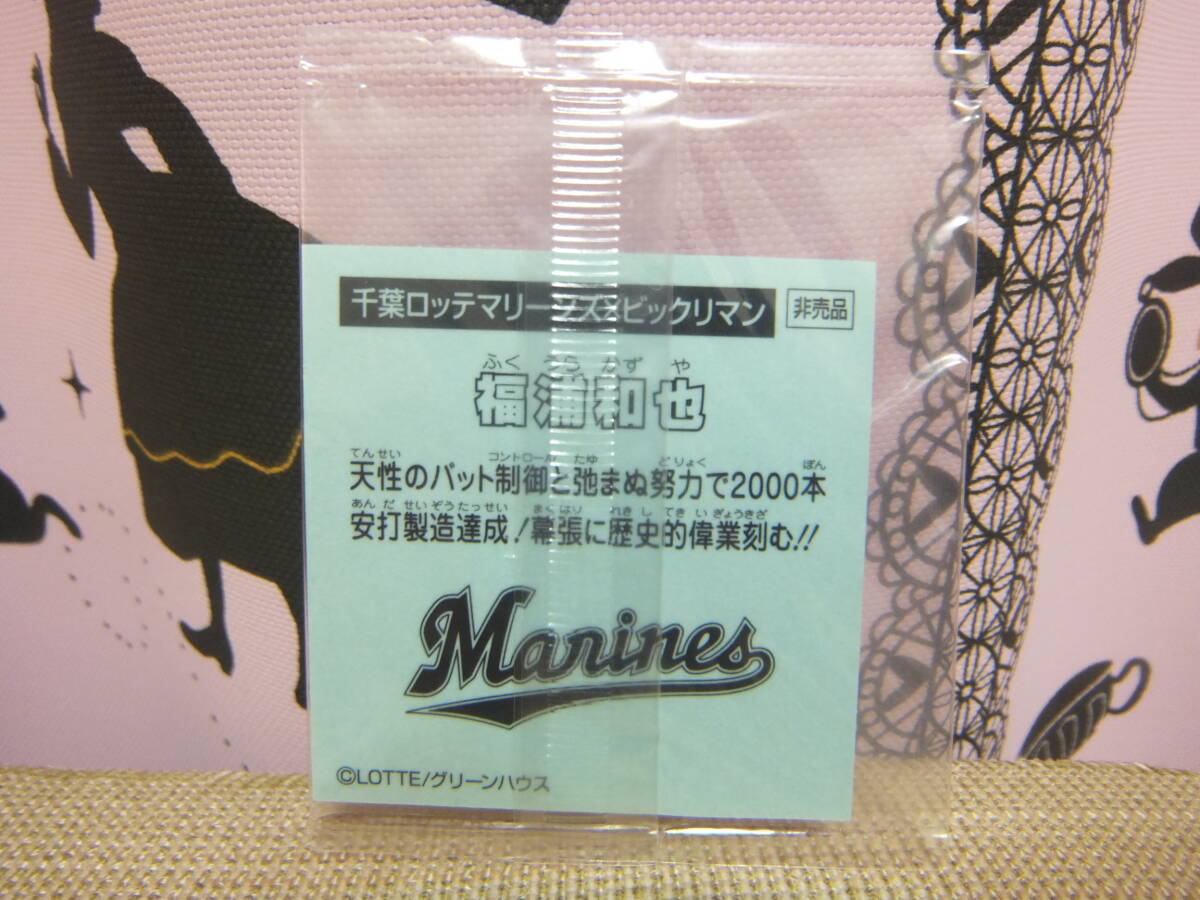 千葉ロッテマリーンズ×ビックリマン 非売品
ふく うら かず や
福浦和也
てんせい コントロール たゆ どりょく ぼん
天性のバット制御と弛まぬ努力で2000本
あんだせいぞうたっせい まくはり れきしてきいぎょうきざ
安打製造達成!幕張に歴史的偉業刻む!!
Marines
©LOTTE/グリーンハウス